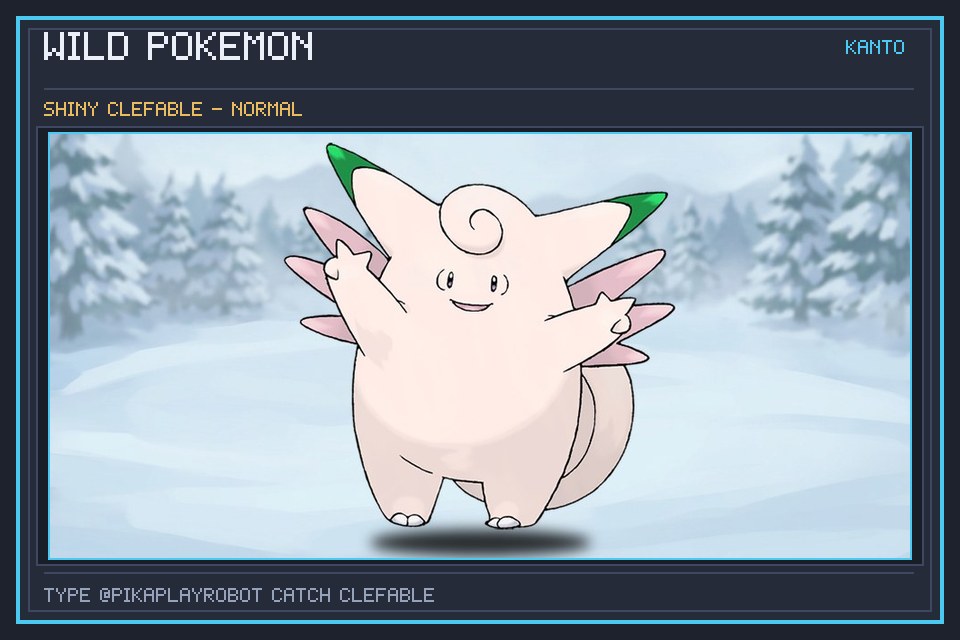 WILD POKEMON
KANTO
SHINY CLEFABLE - NORMAL
TYPE @PIKAPLAYROBOT CATCH CLEFABLE